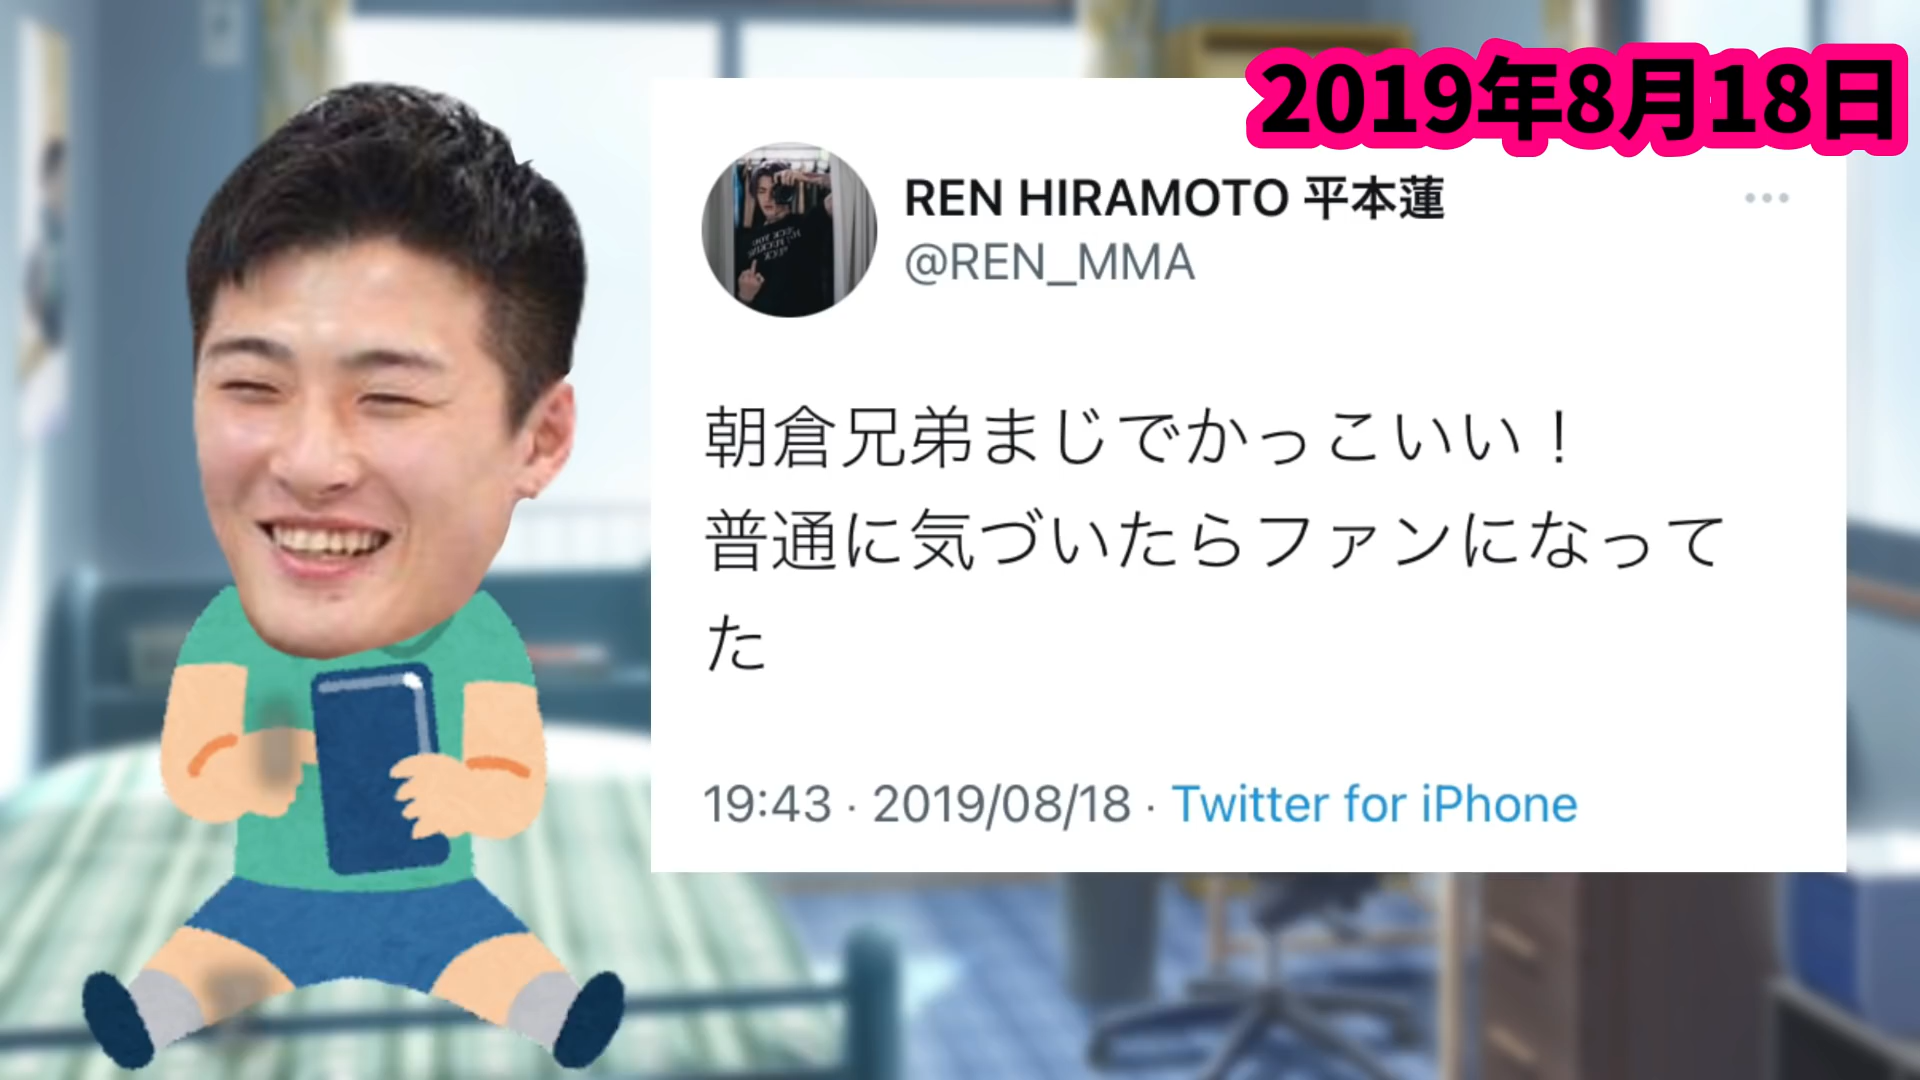 2019年8月18日
REN HIRAMOTO 平本蓮
@REN_MMA
朝倉兄弟まじでかっこいい！
普通に気づいたらファンになって
た
19:43 · 2019/08/18 · Twitter for iPhone